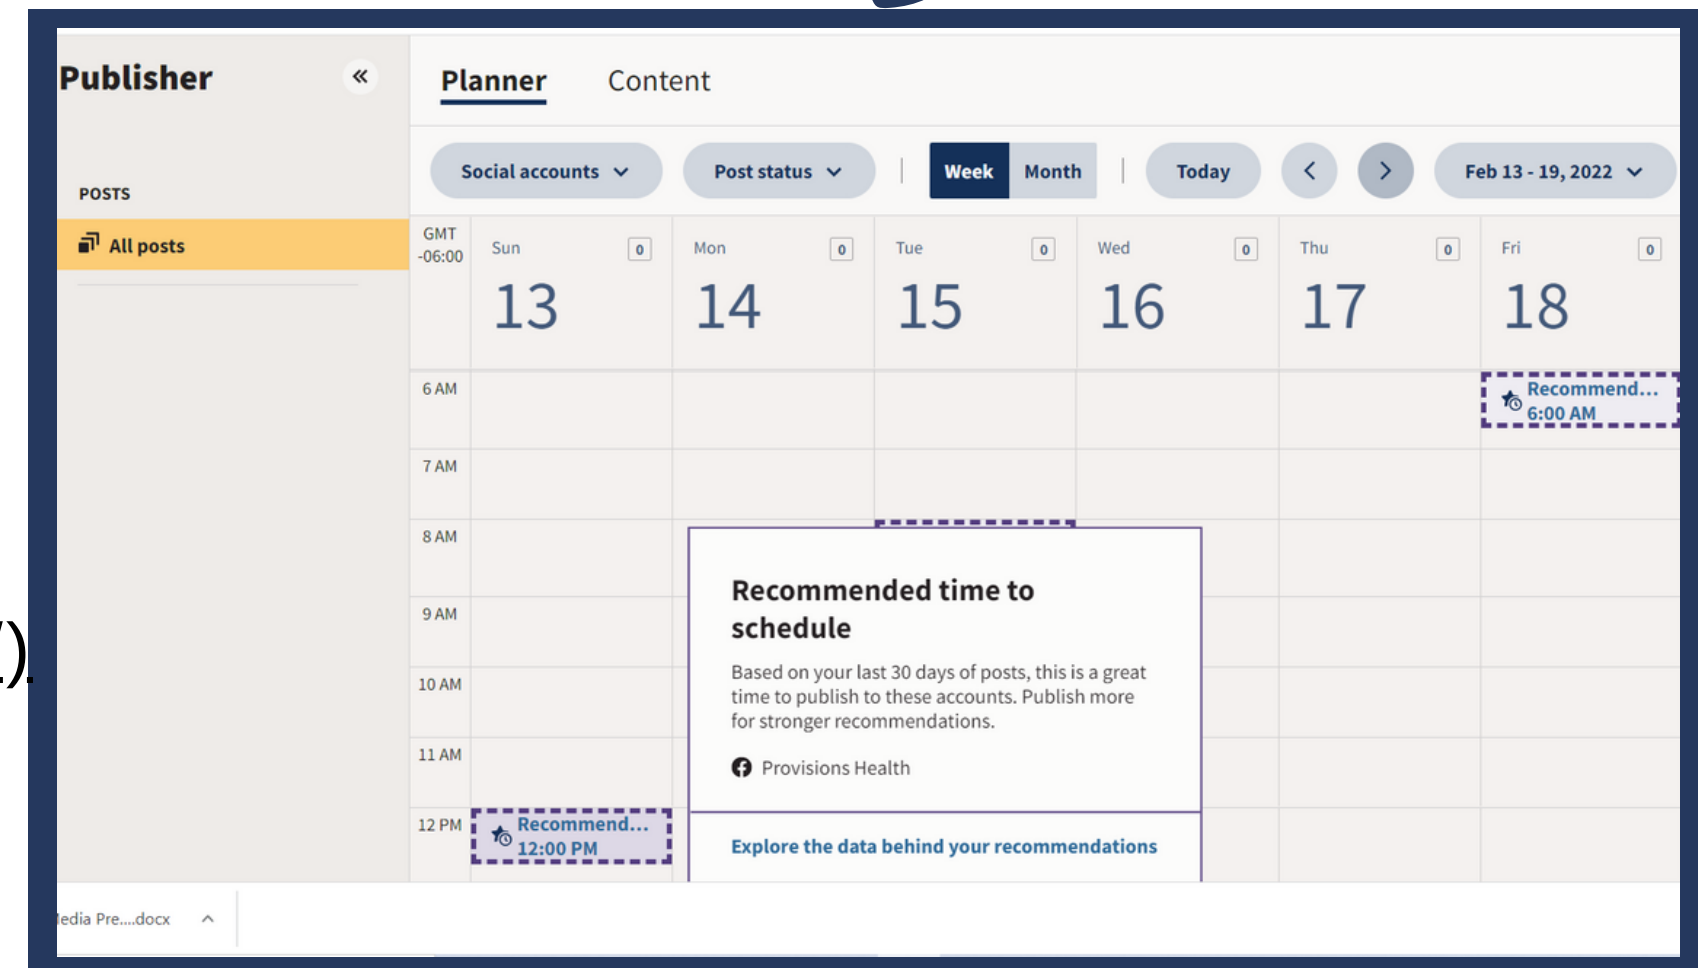 Publisher
«
Planner Content
Social accounts Post status | Week Month | Today < > Feb 13 - 19, 2022
POSTS
All posts
GMT
-06:00
Sun 0 Mon 0 Tue 0 Wed 0 Thu 0 Fri 0
13 14 15 16 17 18
6 AM
Recommend...
6:00 AM
7 AM
8 AM
9 AM
10 AM
11 AM
12 PM
Recommend...
12:00 PM
Recommended time to
schedule
Based on your last 30 days of posts, this is a great
time to publish to these accounts. Publish more
for stronger recommendations.
Provisions Health
Explore the data behind your recommendations
).
Pre....docx